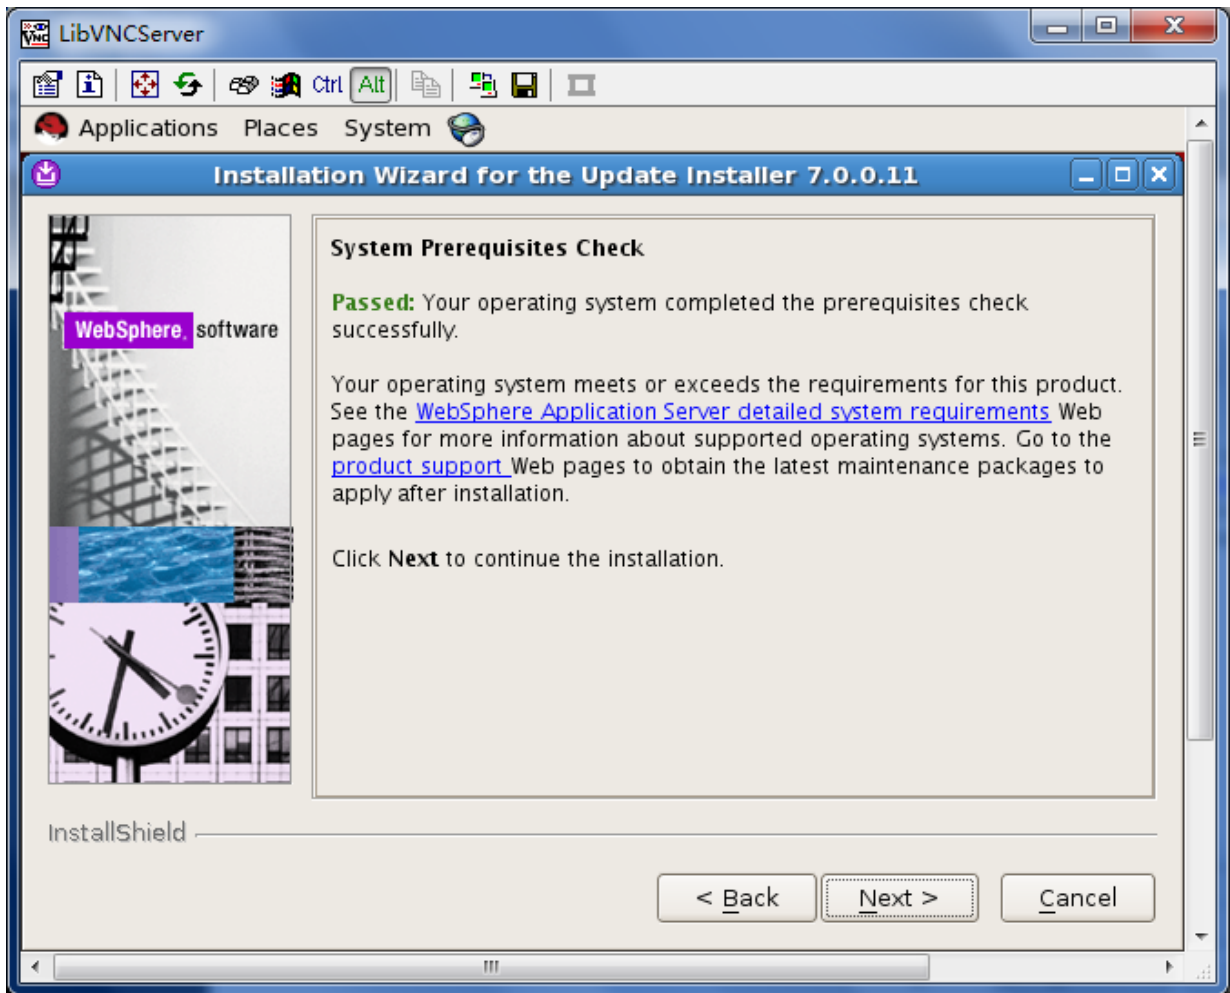 LibVNCServer
Ctrl Alt
Applications Places System
Installation Wizard for the Update Installer 7.0.0.11
WebSphere. software
System Prerequisites Check
Passed: Your operating system completed the prerequisites check
successfully.
Your operating system meets or exceeds the requirements for this product.
See the WebSphere Application Server detailed system requirements Web
pages for more information about supported operating systems. Go to the
product support Web pages to obtain the latest maintenance packages to
apply after installation.
Click Next to continue the installation.
InstallShield
< Back Next > Cancel